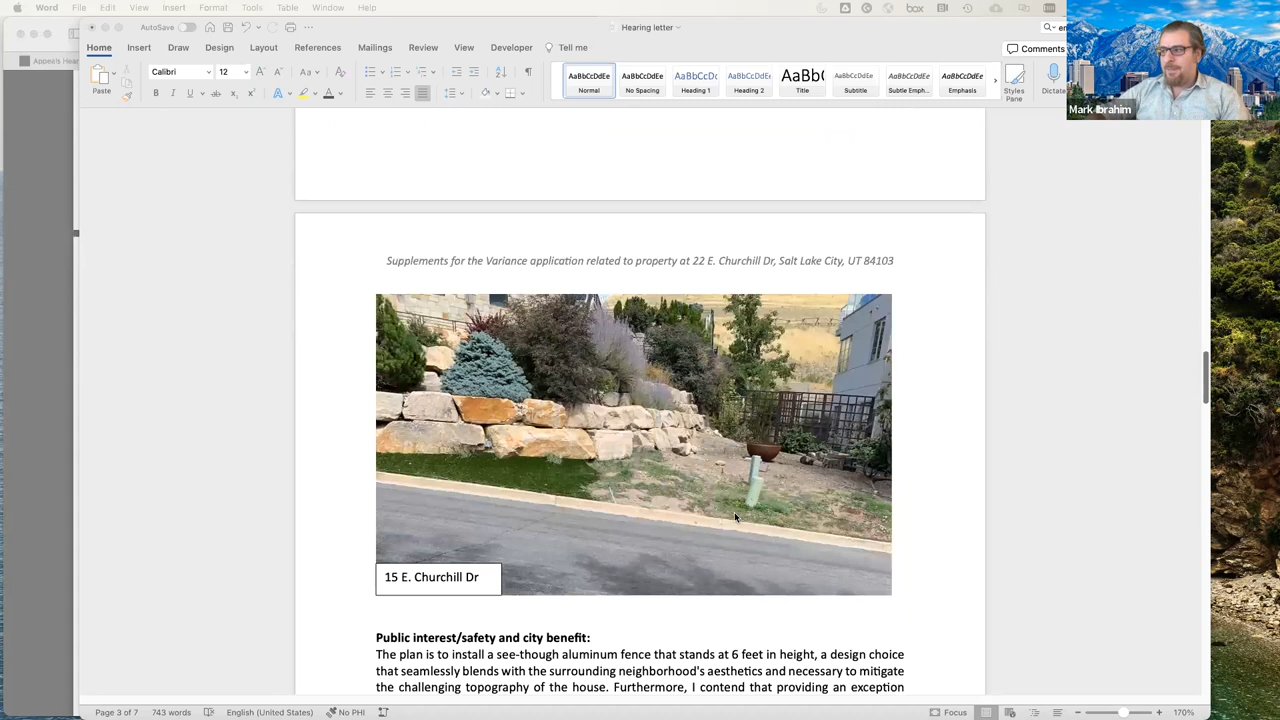 Word File Edit View Insert Format Tools Table Window Help
box
AutoSave
Hearing letter
Appeals Hear
Home Insert Draw Design Layout References Mailings Review View Developer Tell me
Comments
Paste
Calibri 12
AaBbCcDdEe AaBbCcDdEe AaBbCcDc AaBbCcDdEe AaBb( AaBbCcDdEe AaBbCcDdEe AaBbCcDdEe
Normal No Spacing Heading 1 Heading 2 Title Subtitle Subtle Emph... Emphasis
Styles Pane
Dictate
Mark Ibrahim
Supplements for the Variance application related to property at 22 E. Churchill Dr, Salt Lake City, UT 84103
15 E. Churchill Dr
Public interest/safety and city benefit:
The plan is to install a see-though aluminum fence that stands at 6 feet in height, a design choice
that seamlessly blends with the surrounding neighborhood's aesthetics and necessary to mitigate
the challenging topography of the house. Furthermore, I contend that providing an exception
Page 3 of 7 743 words English (United States) No PHI Focus 170%